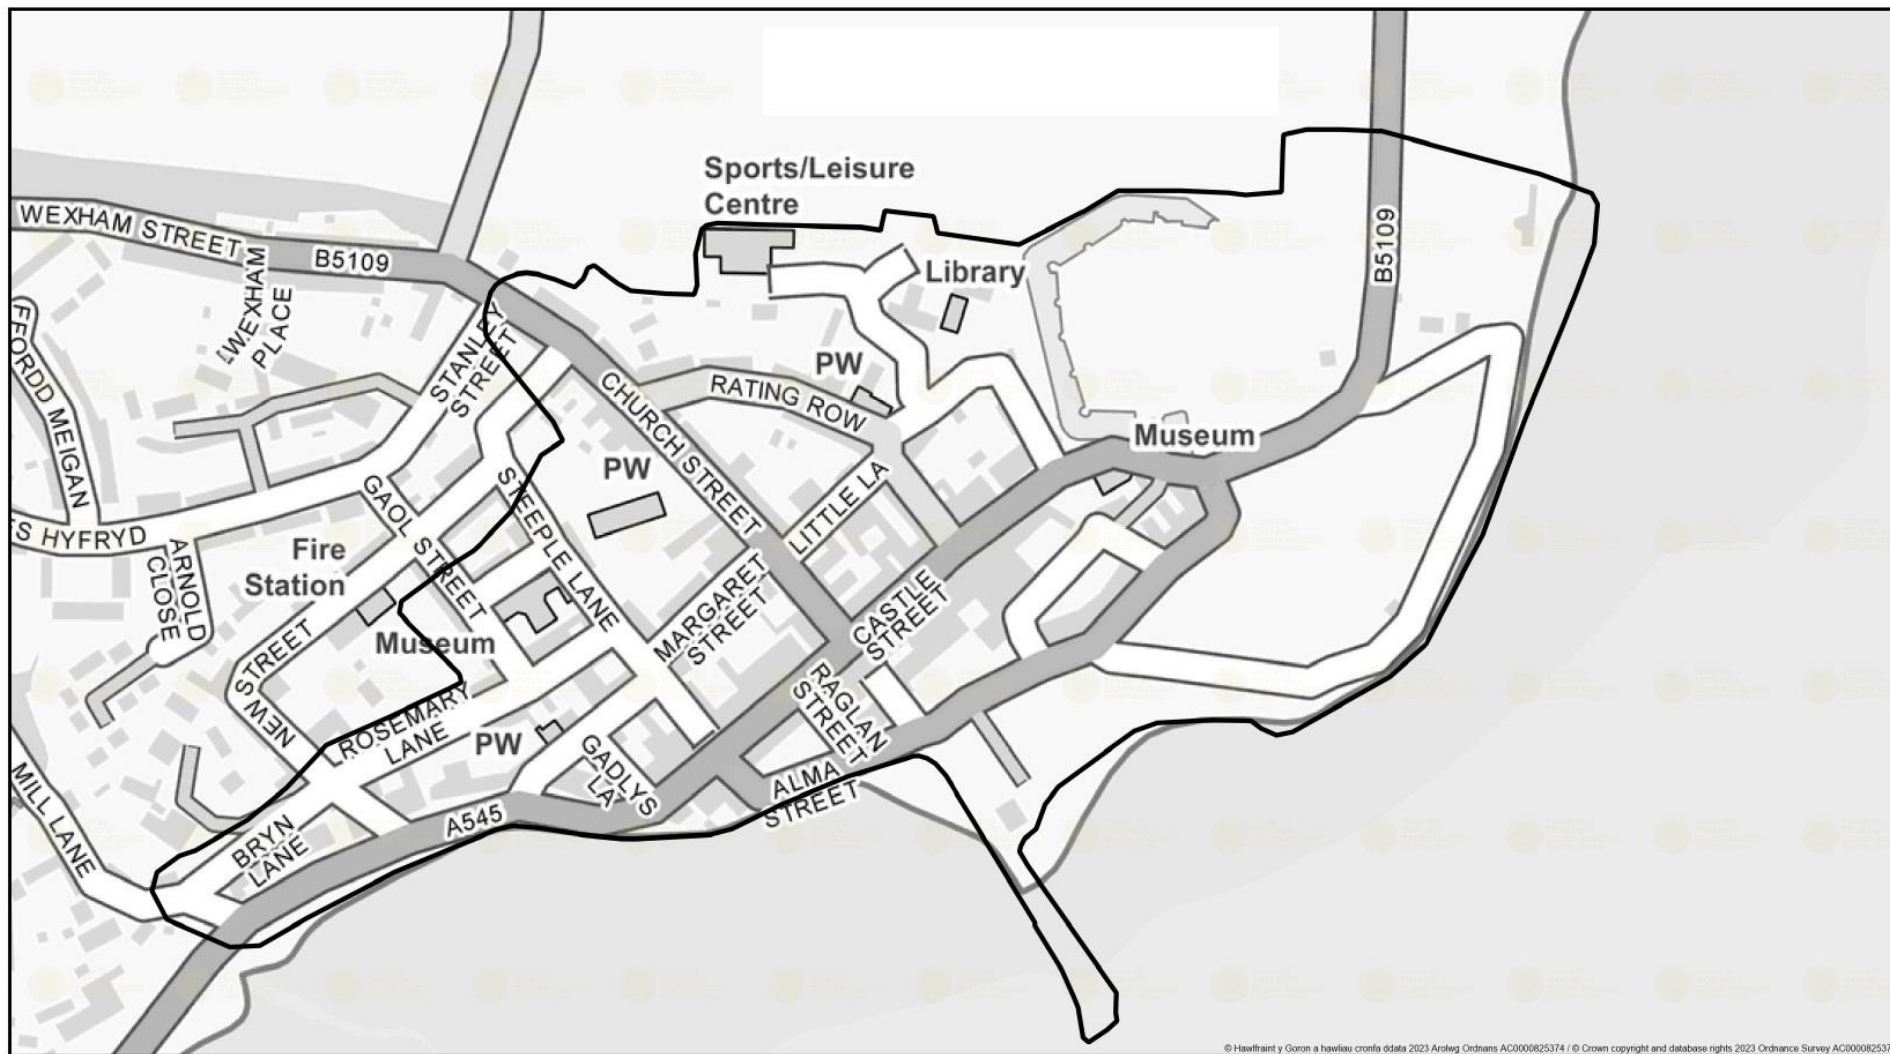 Sports/Leisure
Centre
WEXHAM STREET
B5109
B5109
WEXHAM
PLACE
Library
STANLEY
STREET
FFORDD MEIGAN
PW
RATING ROW
CHURCH STREET
Museum
PW
STEEPLE LANE
LITTLE LA
GAOL STREET
S HYFRYD
ARNOLD
CLOSE
Fire
Station
MARGARET
STREET
CASTLE
STREET
Museum
NEW STREET
ROSEMARY
LANE
RAGLAN
STREET
PW
GADLYS
LA
ALMA
STREET
MILL LANE
A545
BRYN
LANE
© Hawlfraint y Goron a hawliau cronfa ddata 2023 Arolwg Ordnans AC0000825374 / © Crown copyright and database rights 2023 Ordnance Survey AC000082537